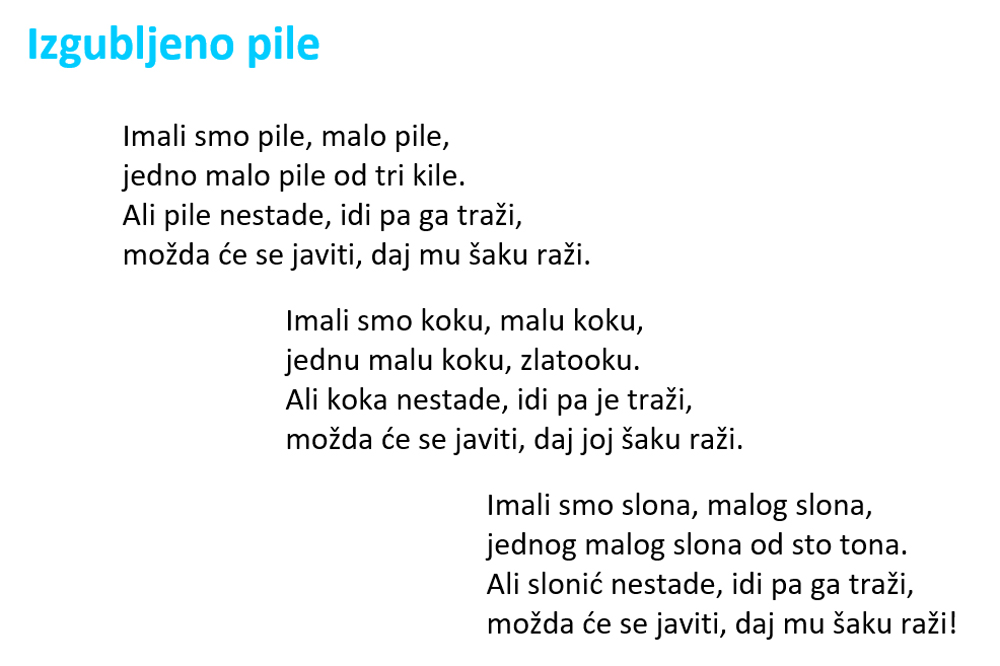 Izgubljeno pile
Imali smo pile, malo pile,
jedno malo pile od tri kile.
Ali pile nestade, idi pa ga traži,
možda će se javiti, daj mu šaku raži.
Imali smo koku, malu koku,
jednu malu koku, zlatooku.
Ali koka nestade, idi pa je traži,
možda će se javiti, daj joj šaku raži.
Imali smo slona, malog slona,
jednog malog slona od sto tona.
Ali slonić nestade, idi pa ga traži,
možda će se javiti, daj mu šaku raži!